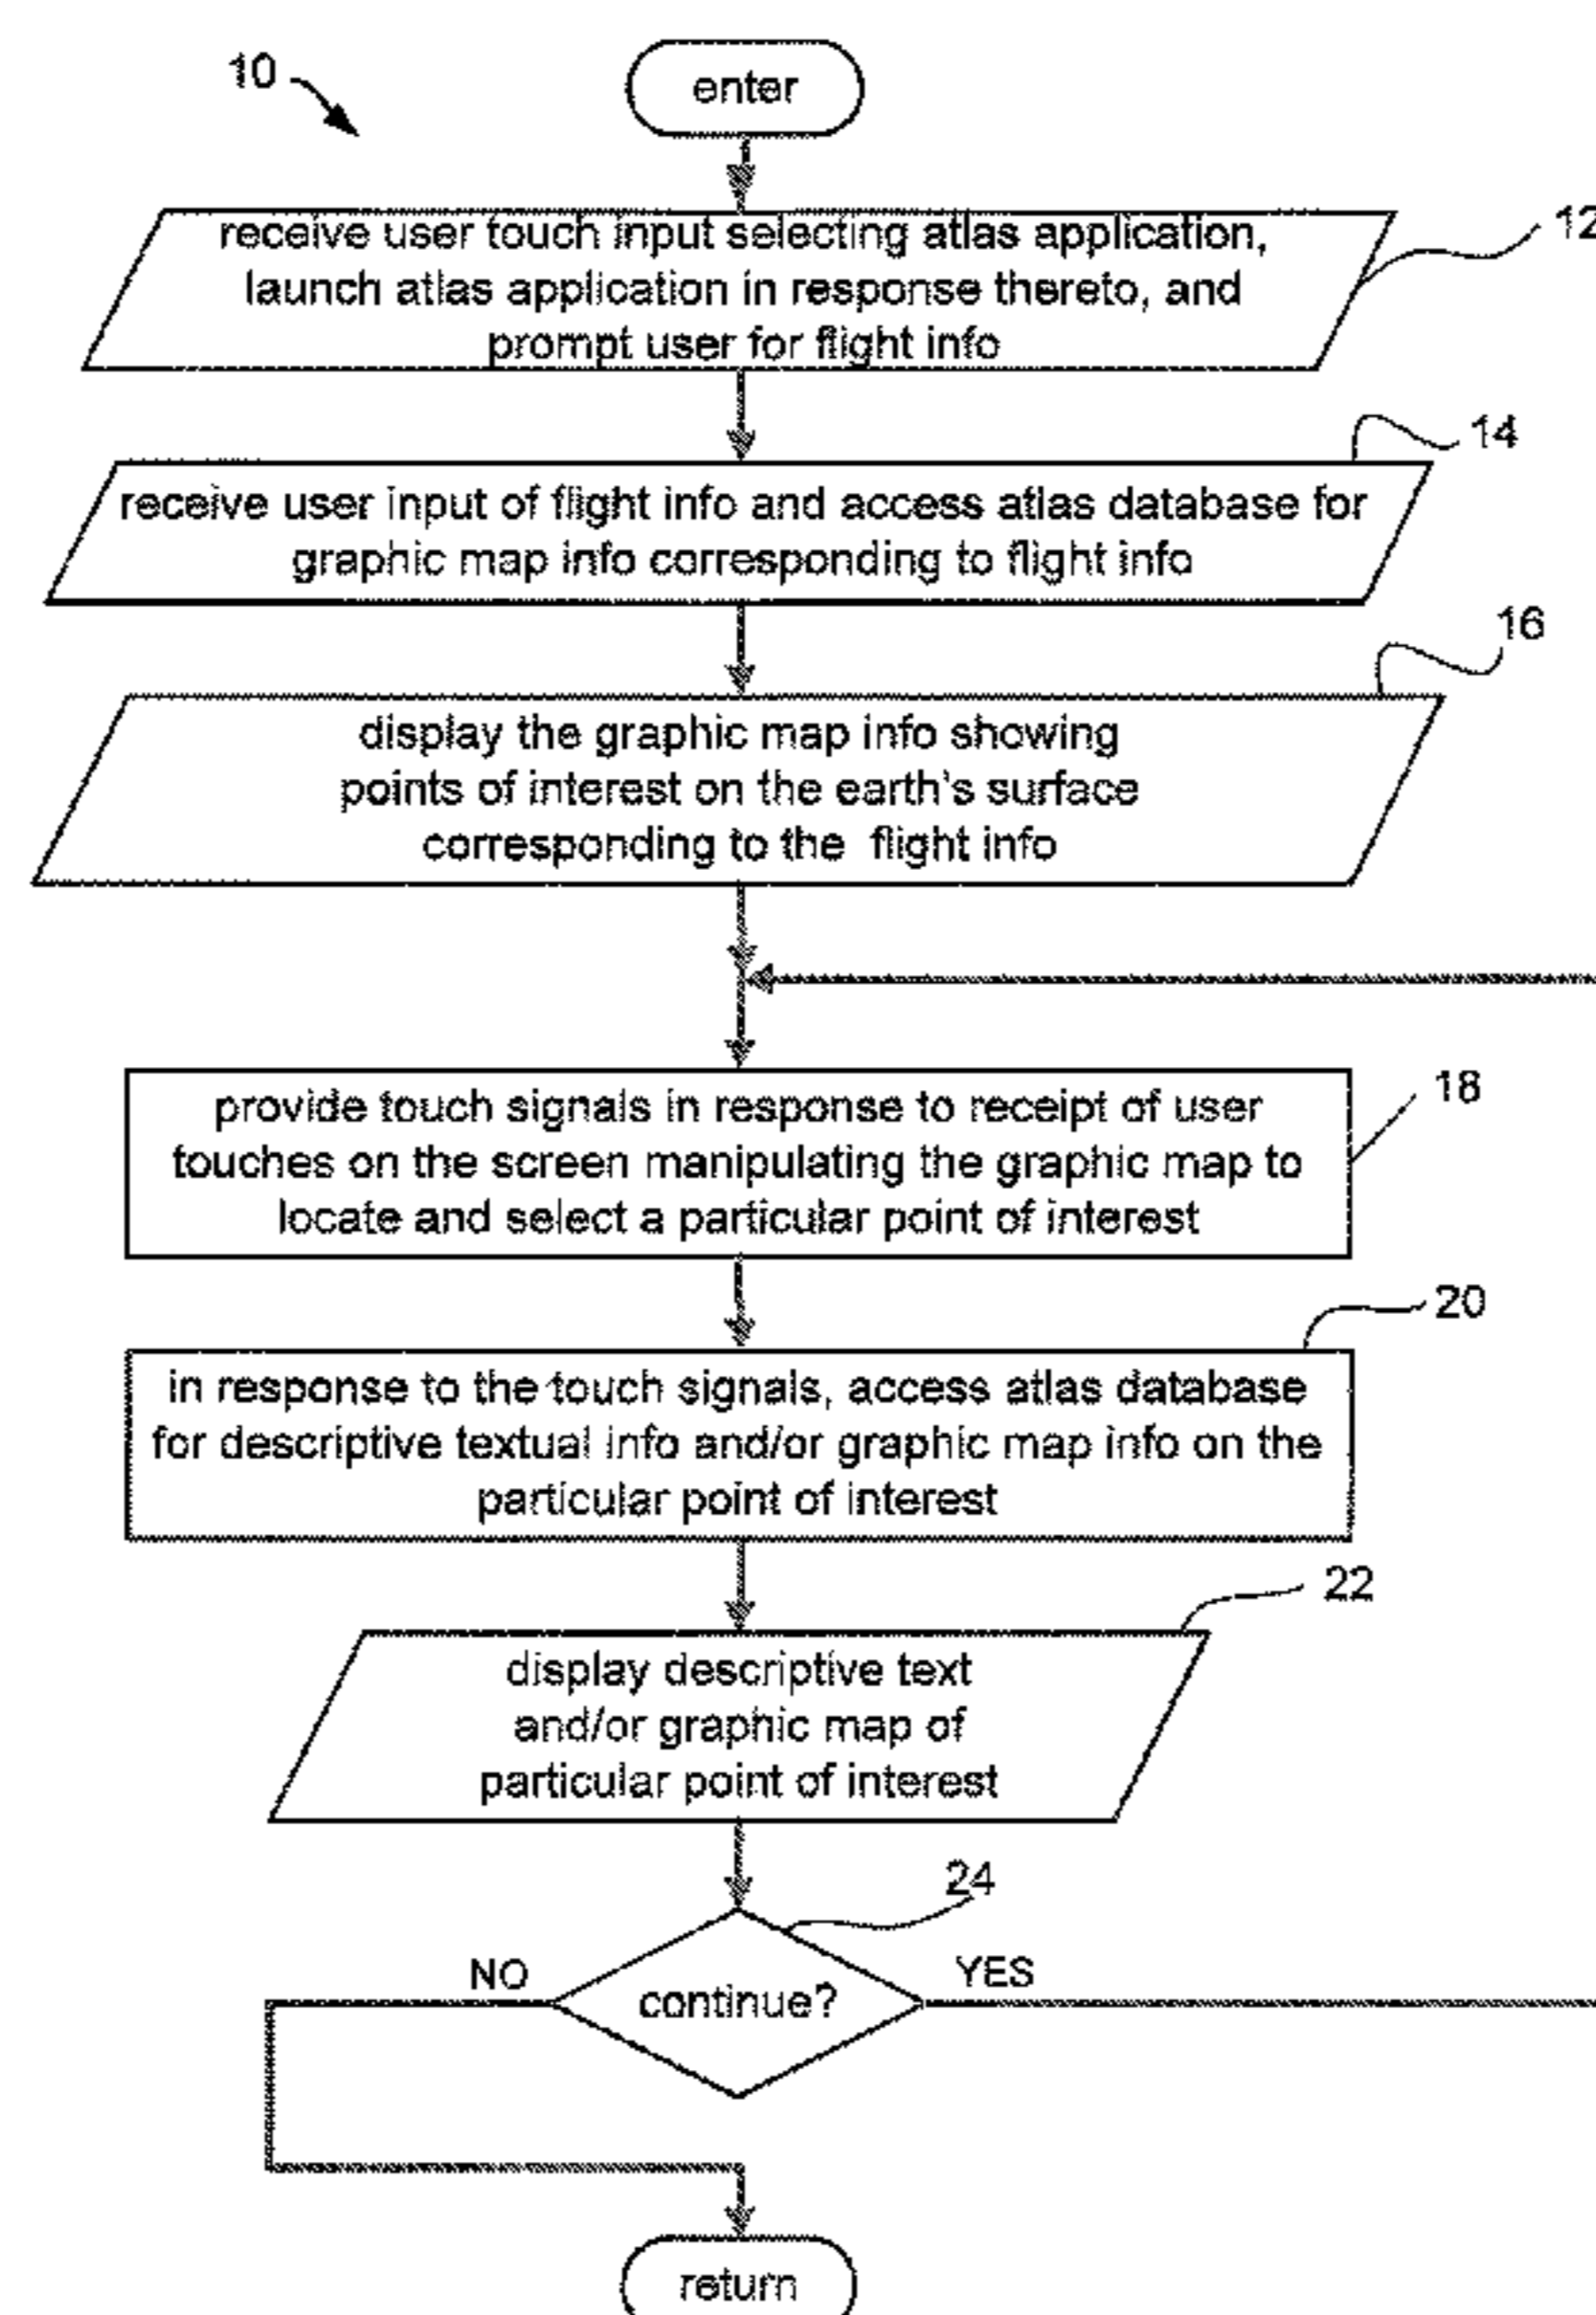 10
enter
receive user touch input selecting atlas application,
launch atlas application in response thereto, and
prompt user for flight info
12
14
receive user input of flight info and access atlas database for
graphic map info corresponding to flight info
16
display the graphic map info showing
points of interest on the earth's surface
corresponding to the flight info
provide touch signals in response to receipt of user
touches on the screen manipulating the graphic map to
locate and select a particular point of interest
18
20
in response to the touch signals, access atlas database
for descriptive textual info and/or graphic map info on the
particular point of interest
22
display descriptive text
and/or graphic map of
particular point of interest
24
NO
continue?
YES
return